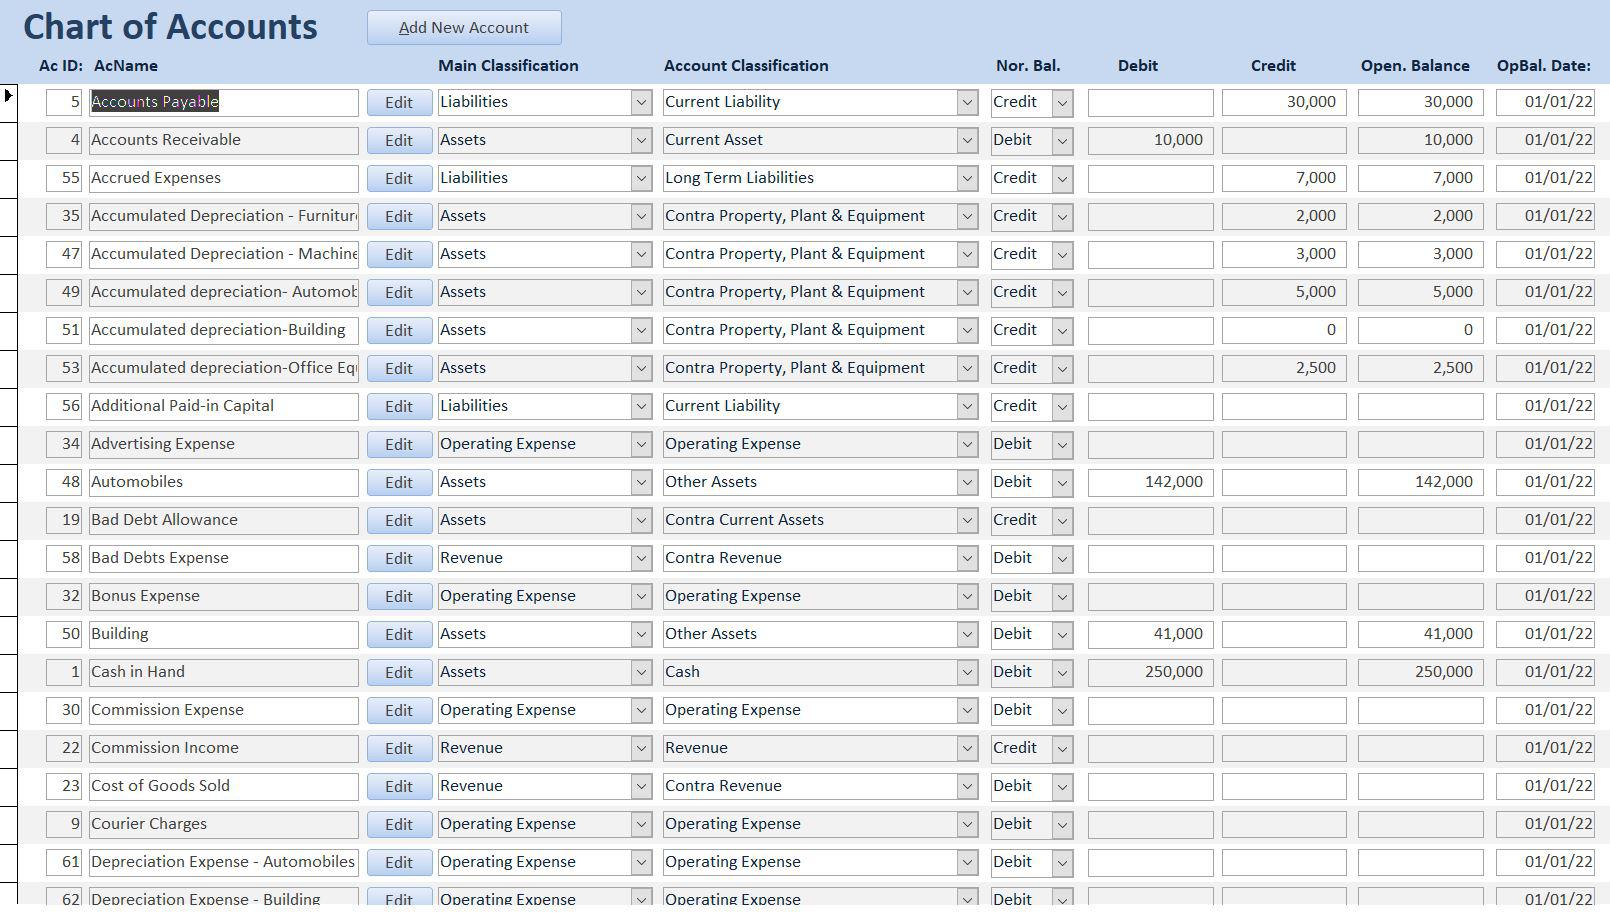 Chart of Accounts Add New Account
Ac ID: AcName Main Classification Account Classification Nor. Bal. Debit Credit Open. Balance OpBal. Date:
5 Accounts Payable Edit Liabilities Current Liability Credit 30,000 30,000 01/01/22
4 Accounts Receivable Edit Assets Current Asset Debit 10,000 10,000 01/01/22
55 Accrued Expenses Edit Liabilities Long Term Liabilities Credit 7,000 7,000 01/01/22
35 Accumulated Depreciation - Furniture Edit Assets Contra Property, Plant & Equipment Credit 2,000 2,000 01/01/22
47 Accumulated Depreciation - Machine Edit Assets Contra Property, Plant & Equipment Credit 3,000 3,000 01/01/22
49 Accumulated depreciation- Automob Edit Assets Contra Property, Plant & Equipment Credit 5,000 5,000 01/01/22
51 Accumulated depreciation-Building Edit Assets Contra Property, Plant & Equipment Credit 0 0 01/01/22
53 Accumulated depreciation-Office Equ Edit Assets Contra Property, Plant & Equipment Credit 2,500 2,500 01/01/22
56 Additional Paid-in Capital Edit Liabilities Current Liability Credit 01/01/22
34 Advertising Expense Edit Operating Expense Operating Expense Debit 01/01/22
48 Automobiles Edit Assets Other Assets Debit 142,000 142,000 01/01/22
19 Bad Debt Allowance Edit Assets Contra Current Assets Credit 01/01/22
58 Bad Debts Expense Edit Revenue Contra Revenue Debit 01/01/22
32 Bonus Expense Edit Operating Expense Operating Expense Debit 01/01/22
50 Building Edit Assets Other Assets Debit 41,000 41,000 01/01/22
1 Cash in Hand Edit Assets Cash Debit 250,000 250,000 01/01/22
30 Commission Expense Edit Operating Expense Operating Expense Debit 01/01/22
22 Commission Income Edit Revenue Revenue Credit 01/01/22
23 Cost of Goods Sold Edit Revenue Contra Revenue Debit 01/01/22
9 Courier Charges Edit Operating Expense Operating Expense Debit 01/01/22
61 Depreciation Expense - Automobiles Edit Operating Expense Operating Expense Debit 01/01/22
62 Depreciation Expense - Building Edit Operating Expense Operating Expense Debit 01/01/22